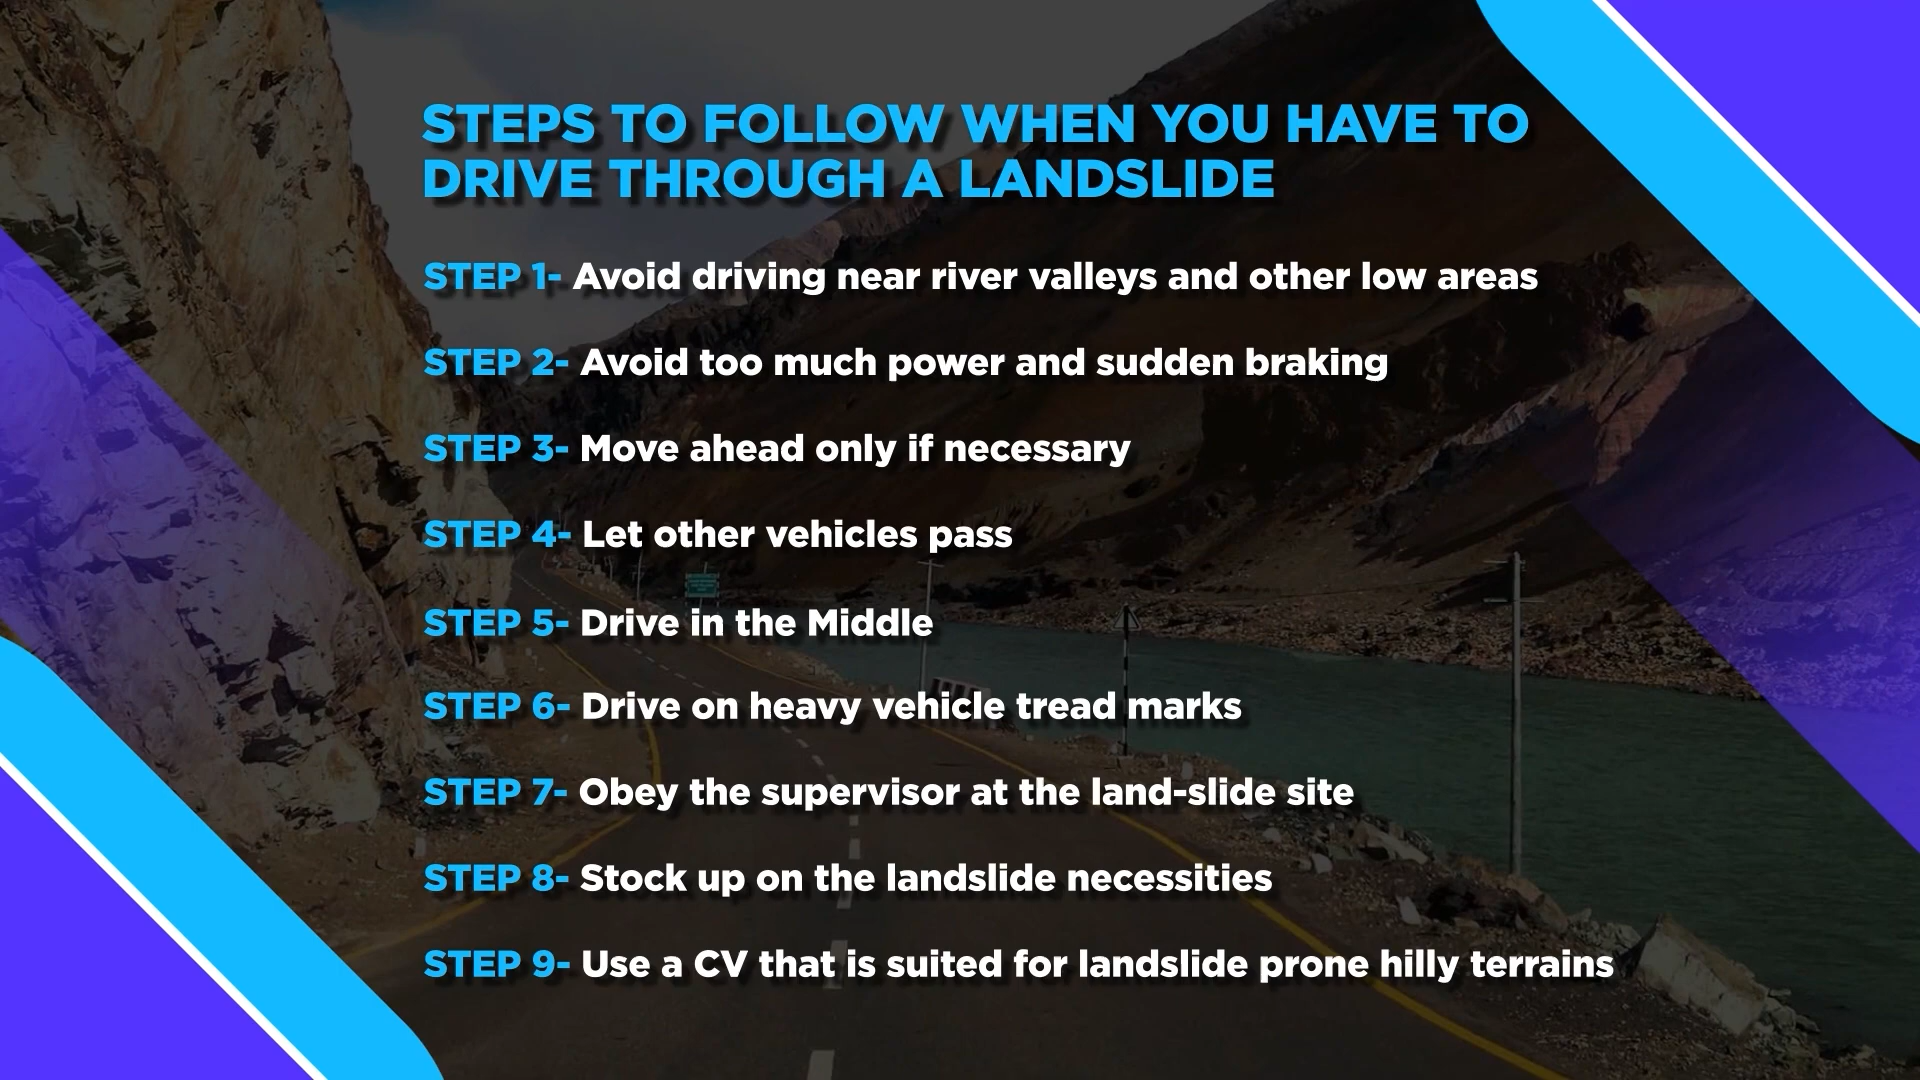 STEPS TO FOLLOW WHEN YOU HAVE TO
DRIVE THROUGH A LANDSLIDE
STEP 1- Avoid driving near river valleys and other low areas
STEP 2- Avoid too much power and sudden braking
STEP 3- Move ahead only if necessary
STEP 4- Let other vehicles pass
STEP 5- Drive in the Middle
STEP 6- Drive on heavy vehicle tread marks
STEP 7- Obey the supervisor at the land-slide site
STEP 8- Stock up on the landslide necessities
STEP 9- Use a CV that is suited for landslide prone hilly terrains